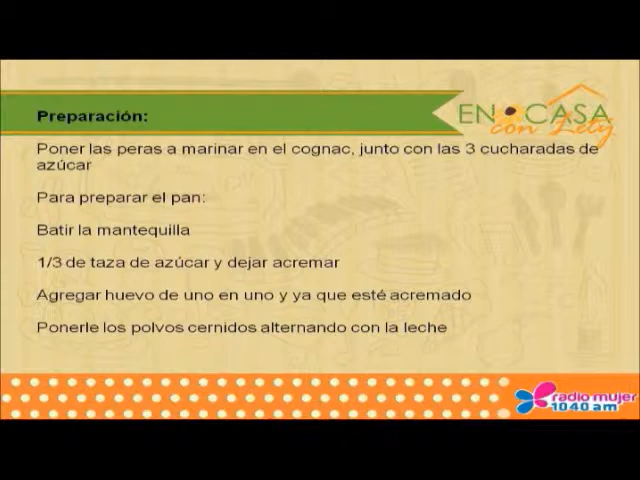 Preparación:
EN CASA
con Lety
Poner las peras a marinar en el cognac, junto con las 3 cucharadas de
azúcar
Para preparar el pan:
Batir la mantequilla
1/3 de taza de azúcar y dejar acremar
Agregar huevo de uno en uno y ya que esté acremado
Ponerle los polvos cernidos alternando con la leche
radio mujer
1040 am